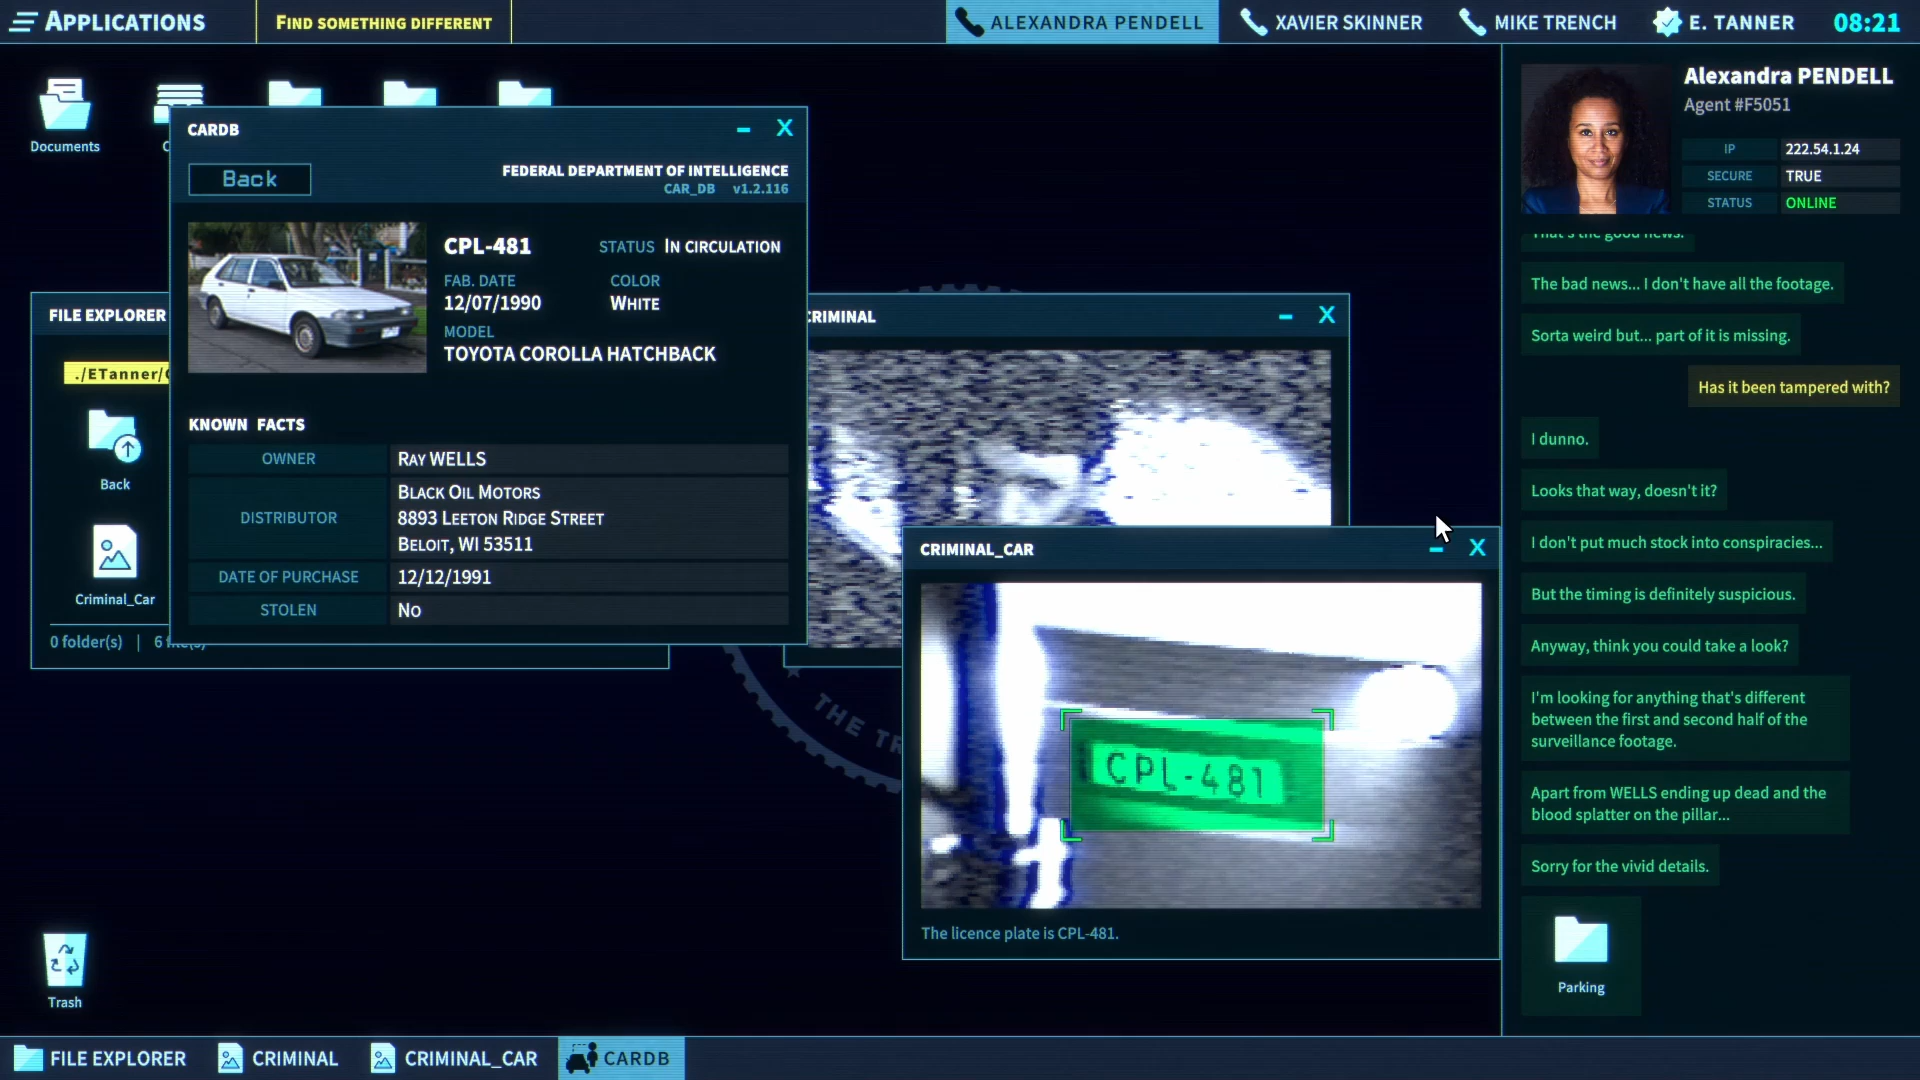 APPLICATIONS
FIND SOMETHING DIFFERENT
ALEXANDRA PENDELL
XAVIER SKINNER
MIKE TRENCH
E. TANNER
08:21
Documents
CARDB
Back
FEDERAL DEPARTMENT OF INTELLIGENCE
CAR_DB v1.2.116
CPL-481
STATUS IN CIRCULATION
FAB. DATE
COLOR
12/07/1990
WHITE
MODEL
TOYOTA COROLLA HATCHBACK
KNOWN FACTS
OWNER
RAY WELLS
DISTRIBUTOR
BLACK OIL MOTORS
8893 LEETON RIDGE STREET
BELOIT, WI 53511
DATE OF PURCHASE
12/12/1991
STOLEN
NO
FILE EXPLORER
./ETanner/
Back
Criminal_Car
0 folder(s) | 6
CRIMINAL
THE
CRIMINAL_CAR
CPL-481
The licence plate is CPL-481.
Alexandra PENDELL
Agent #F5051
IP
222.54.1.24
SECURE
TRUE
STATUS
ONLINE
That's the good news.
The bad news... I don't have all the footage.
Sorta weird but... part of it is missing.
Has it been tampered with?
I dunno.
Looks that way, doesn't it?
I don't put much stock into conspiracies...
But the timing is definitely suspicious.
Anyway, think you could take a look?
I'm looking for anything that's different
between the first and second half of the
surveillance footage.
Apart from WELLS ending up dead and the
blood splatter on the pillar...
Sorry for the vivid details.
Parking
Trash
FILE EXPLORER
CRIMINAL
CRIMINAL_CAR
CARDB